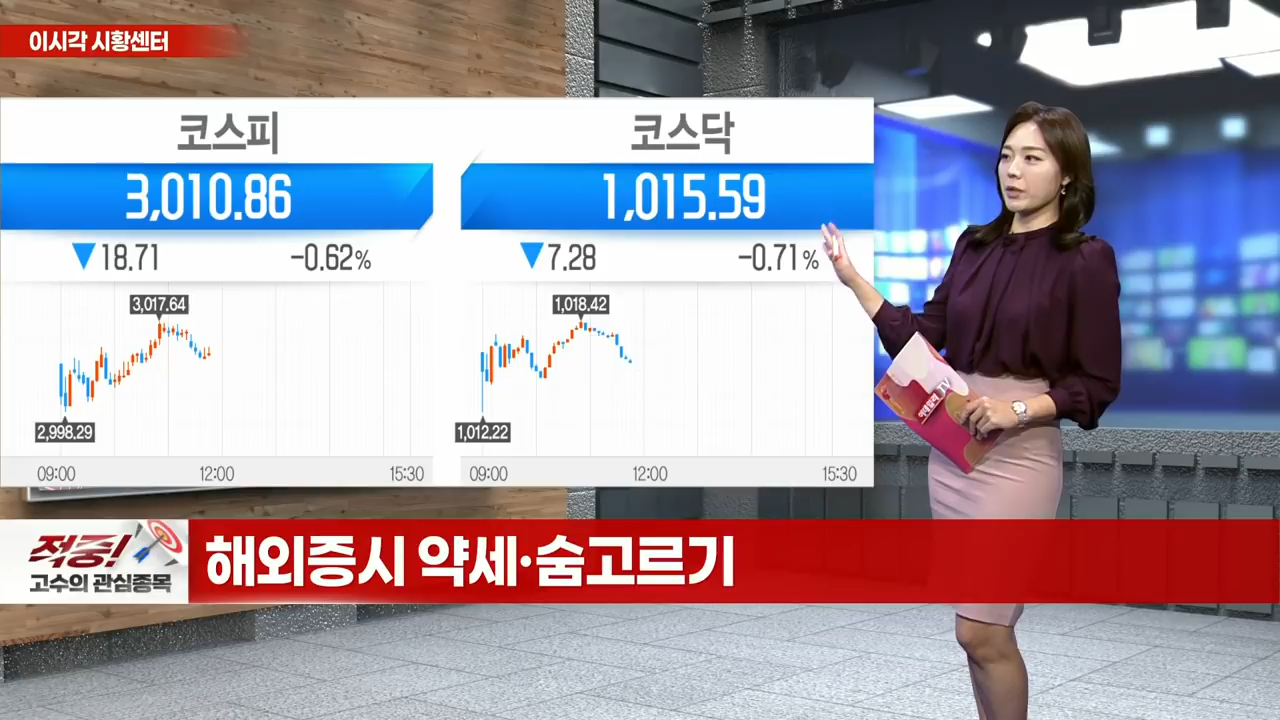 이시각 시황센터
코스피
3,010.86
▼18.71 -0.62%
3,017.64
2,998.29
09:00 12:00 15:30
코스닥
1,015.59
▼7.28 -0.71%
1,018.42
1,012.22
09:00 12:00 15:30
TV
적중!
고수의 관심종목
해외증시 약세·숨고르기